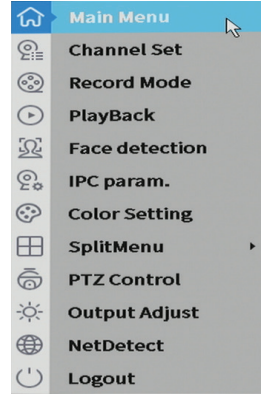 Main Menu
Channel Set
Record Mode
PlayBack
Face detection
IPC param.
Color Setting
SplitMenu
PTZ Control
Output Adjust
NetDetect
Logout